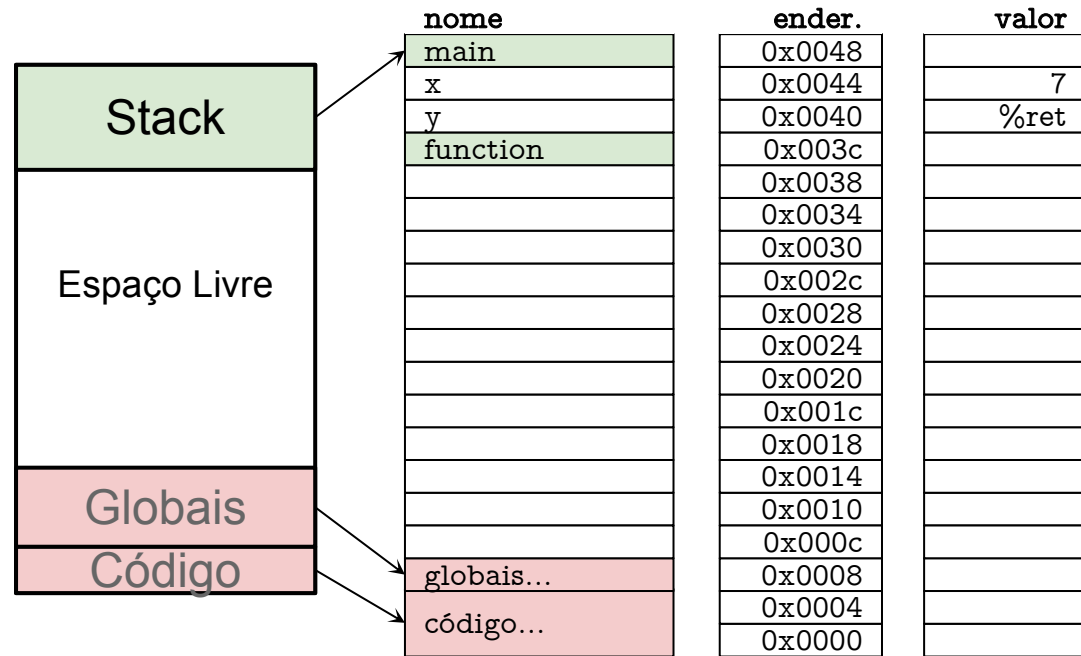 nome ender. valor
main 0x0048
x 0x0044 7
Stack
y 0x0040 %ret
function 0x003c
0x0038
0x0034
0x0030
Espaço Livre
0x002c
0x0028
0x0024
0x0020
0x001c
0x0018
0x0014
Globais
0x0010
0x000c
Código
globais... 0x0008
código...
0x0004
0x0000